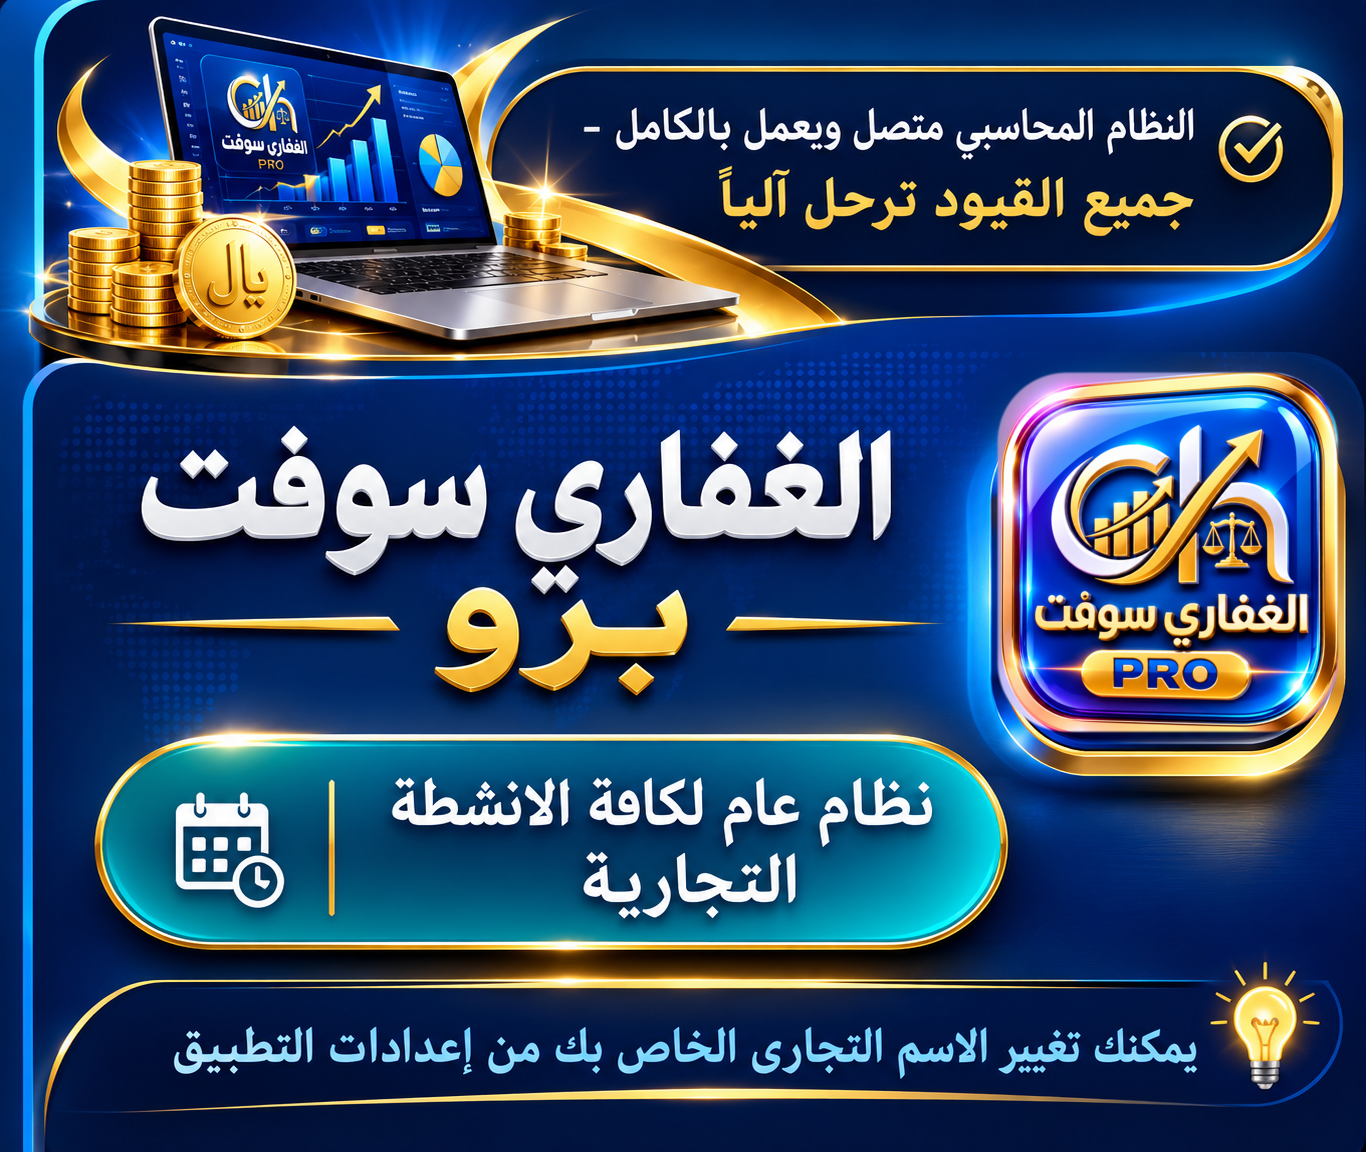 النظام المحاسبي متصل ويعمل بالكامل -
جميع القيود ترحل آلياً
الغفاري سوفت
PRO
ريال
الغفاري سوفت
برو
الغفاري سوفت
PRO
نظام عام لكافة الانشطة
التجارية
يمكنك تغيير الاسم التجارى الخاص بك من إعدادات التطبيق